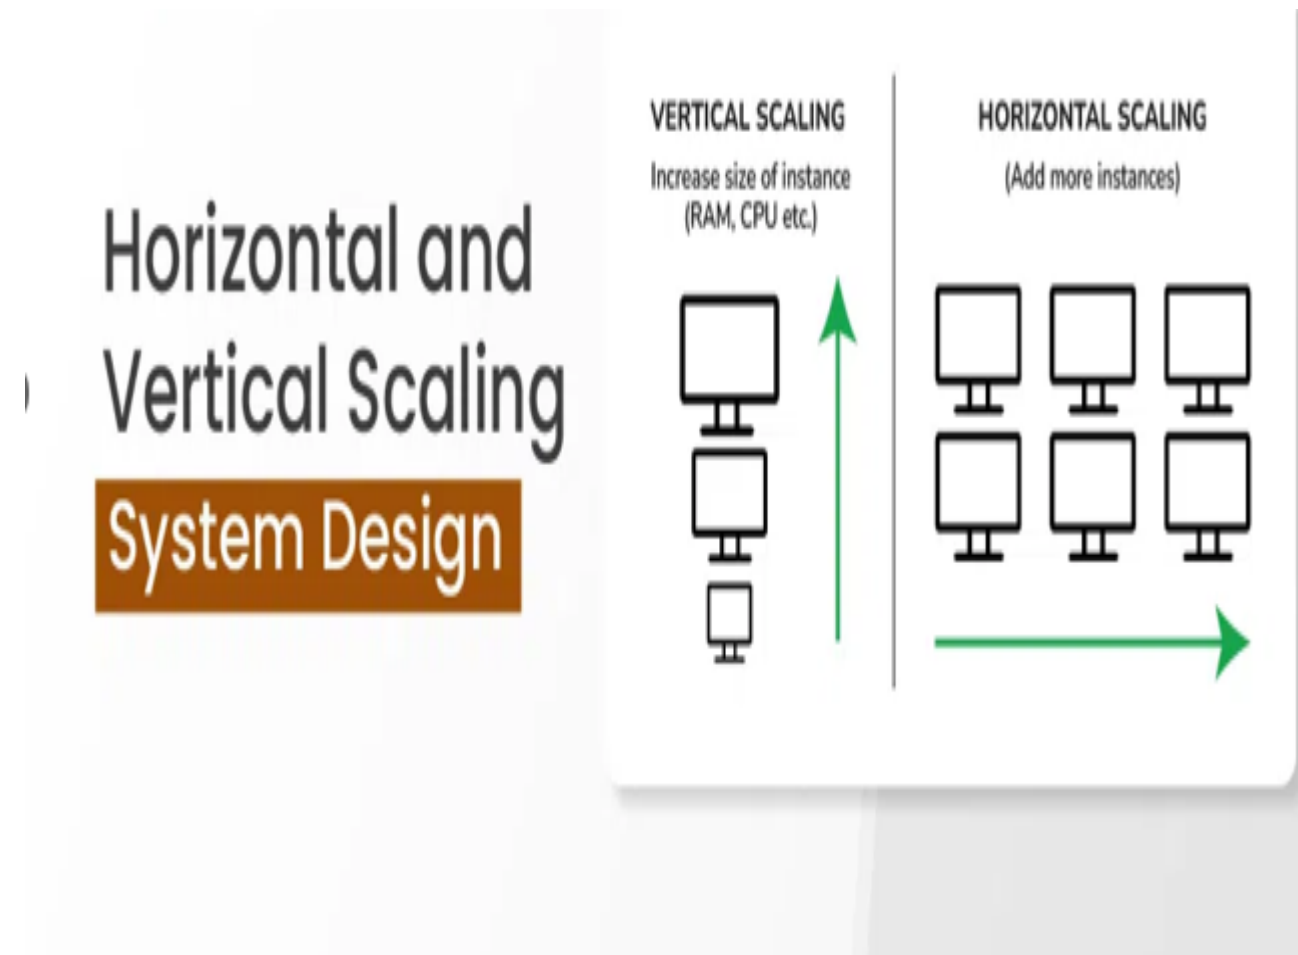 Horizontal and
Vertical Scaling
System Design
VERTICAL SCALING
Increase size of instance
(RAM, CPU etc.)
HORIZONTAL SCALING
(Add more instances)